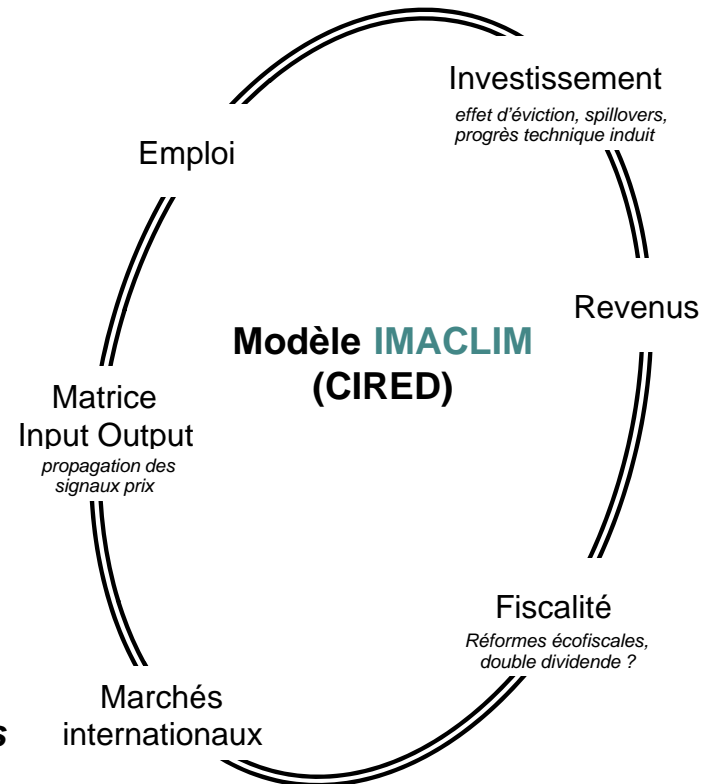 Investissement
effet d'éviction, spillovers,
progrès technique induit
Emploi
Revenus
Modèle IMACLIM
(CIRED)
Matrice
Input Output
propagation des
signaux prix
Fiscalité
Réformes écofiscales,
double dividende ?
Marchés
internationaux
s